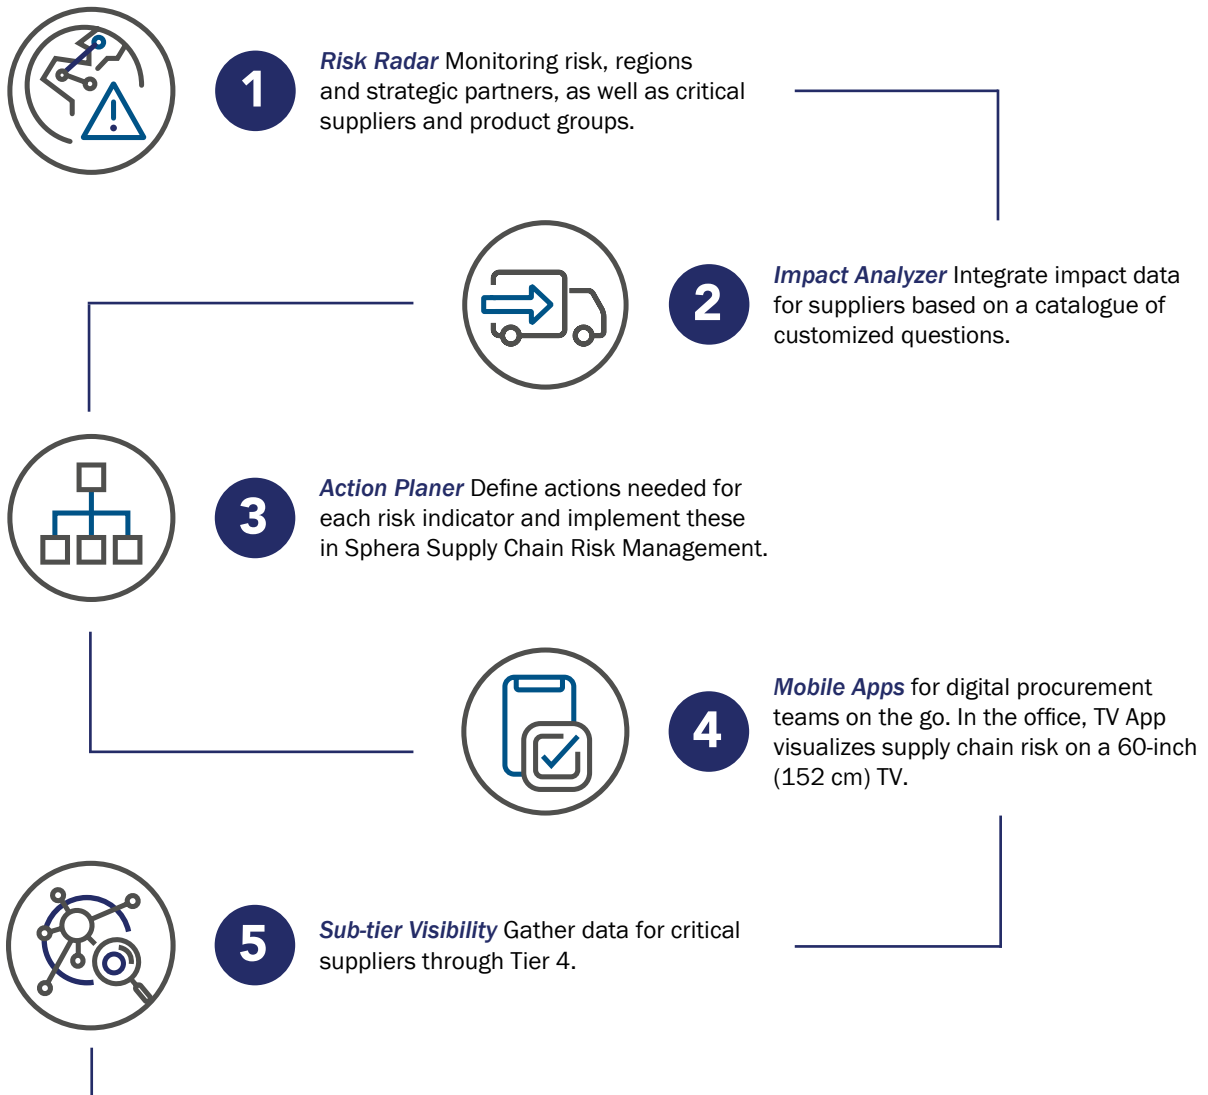 1
Risk Radar Monitoring risk, regions
and strategic partners, as well as critical
suppliers and product groups.
2
Impact Analyzer Integrate impact data
for suppliers based on a catalogue of
customized questions.
3
Action Planer Define actions needed for
each risk indicator and implement these
in Sphera Supply Chain Risk Management.
4
Mobile Apps for digital procurement
teams on the go. In the office, TV App
visualizes supply chain risk on a 60-inch
(152 cm) TV.
5
Sub-tier Visibility Gather data for critical
suppliers through Tier 4.